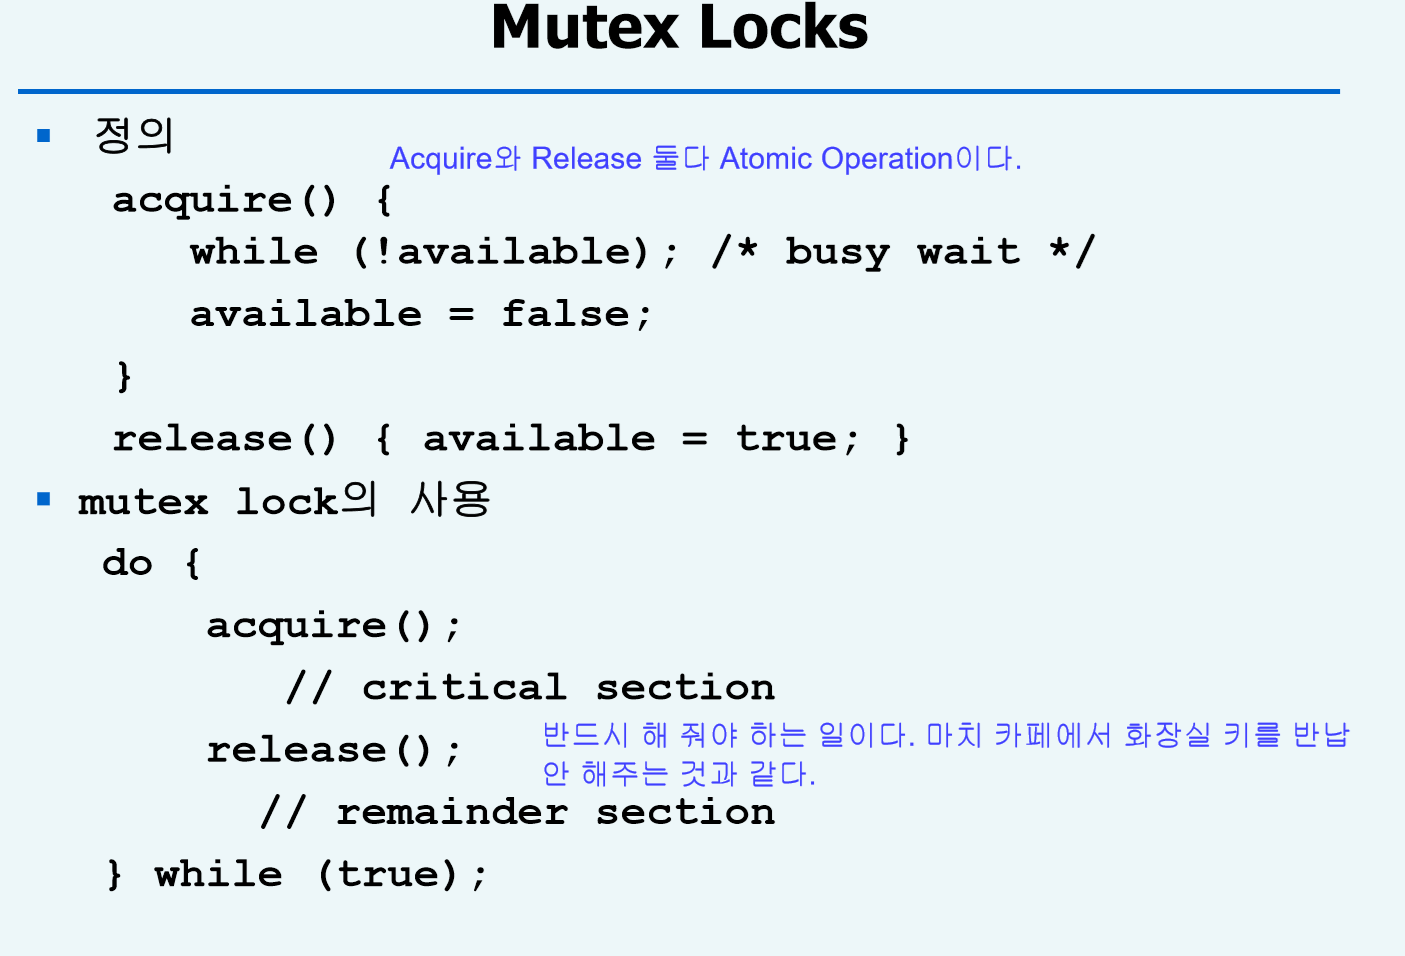 Mutex Locks
정의
Acquire와 Release 둘다 Atomic Operation이다.
acquire() {
while (!available); /* busy wait */
available = false;
}
release() { available = true; }
mutex lock의 사용
do {
acquire();
// critical section
release();
반드시 해 줘야 하는 일이다. 마치 카페에서 화장실 키를 반납
안 해주는 것과 같다.
// remainder section
} while (true);